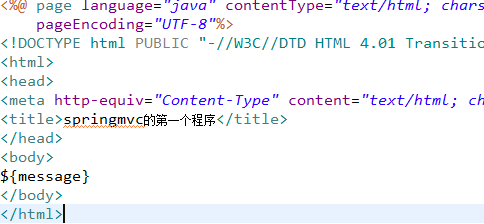 <%@ page language="java" contentType="text/html; chars
pageEncoding="UTF-8"%>
<!DOCTYPE html PUBLIC "-//W3C//DTD HTML 4.01 Transitio
<html>
<head>
<meta http-equiv="Content-Type" content="text/html; ch
<title>springmvc的第一个程序</title>
</head>
<body>
${message}
</body>
</html>